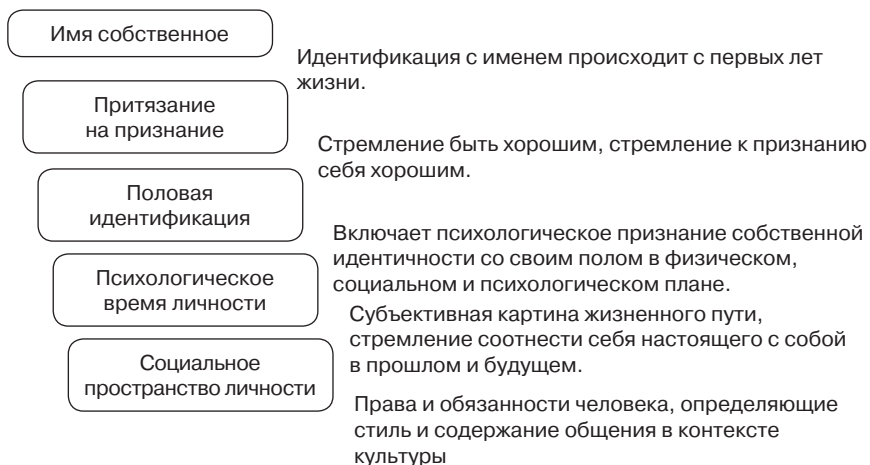 Имя собственное
Идентификация с именем происходит с первых лет
жизни.
Притязание
на признание
Стремление быть хорошим, стремление к признанию
себя хорошим.
Половая
идентификация
Включает психологическое признание собственной
идентичности со своим полом в физическом,
социальном и психологическом плане.
Психологическое
время личности
Субъективная картина жизненного пути,
стремление соотнести себя настоящего с собой
в прошлом и будущем.
Социальное
пространство личности
Права и обязанности человека, определяющие
стиль и содержание общения в контексте
культуры